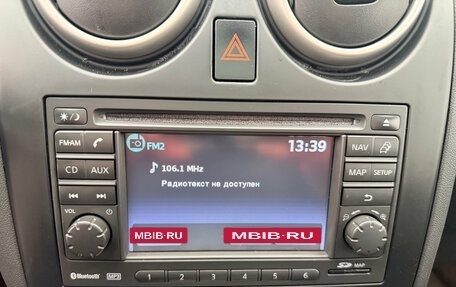 FM2
13:39
106.1 MHz
Радиотекст не доступен
FM·AM
NAV
CD
AUX
MAP
SETUP
VOL
MBIB·RU
MBIB·RU
Bluetooth
MP3
1 2 3 4 5 6
MAP